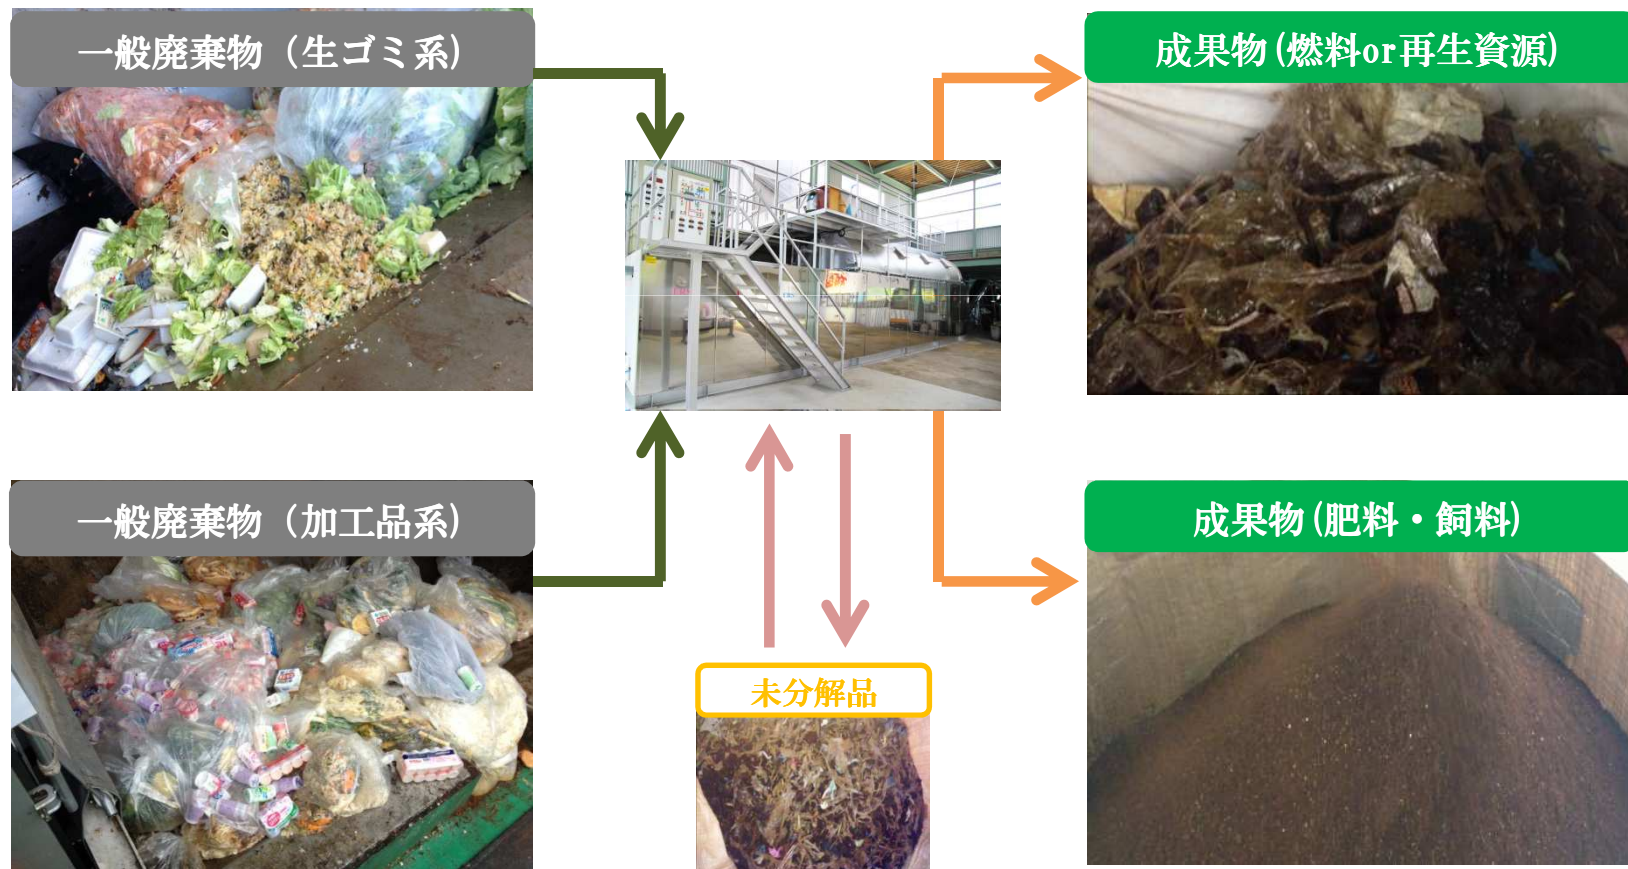 一般廃棄物（生ゴミ系）
成果物(燃料or再生資源)
一般廃棄物（加工品系）
成果物(肥料・飼料)
未分解品